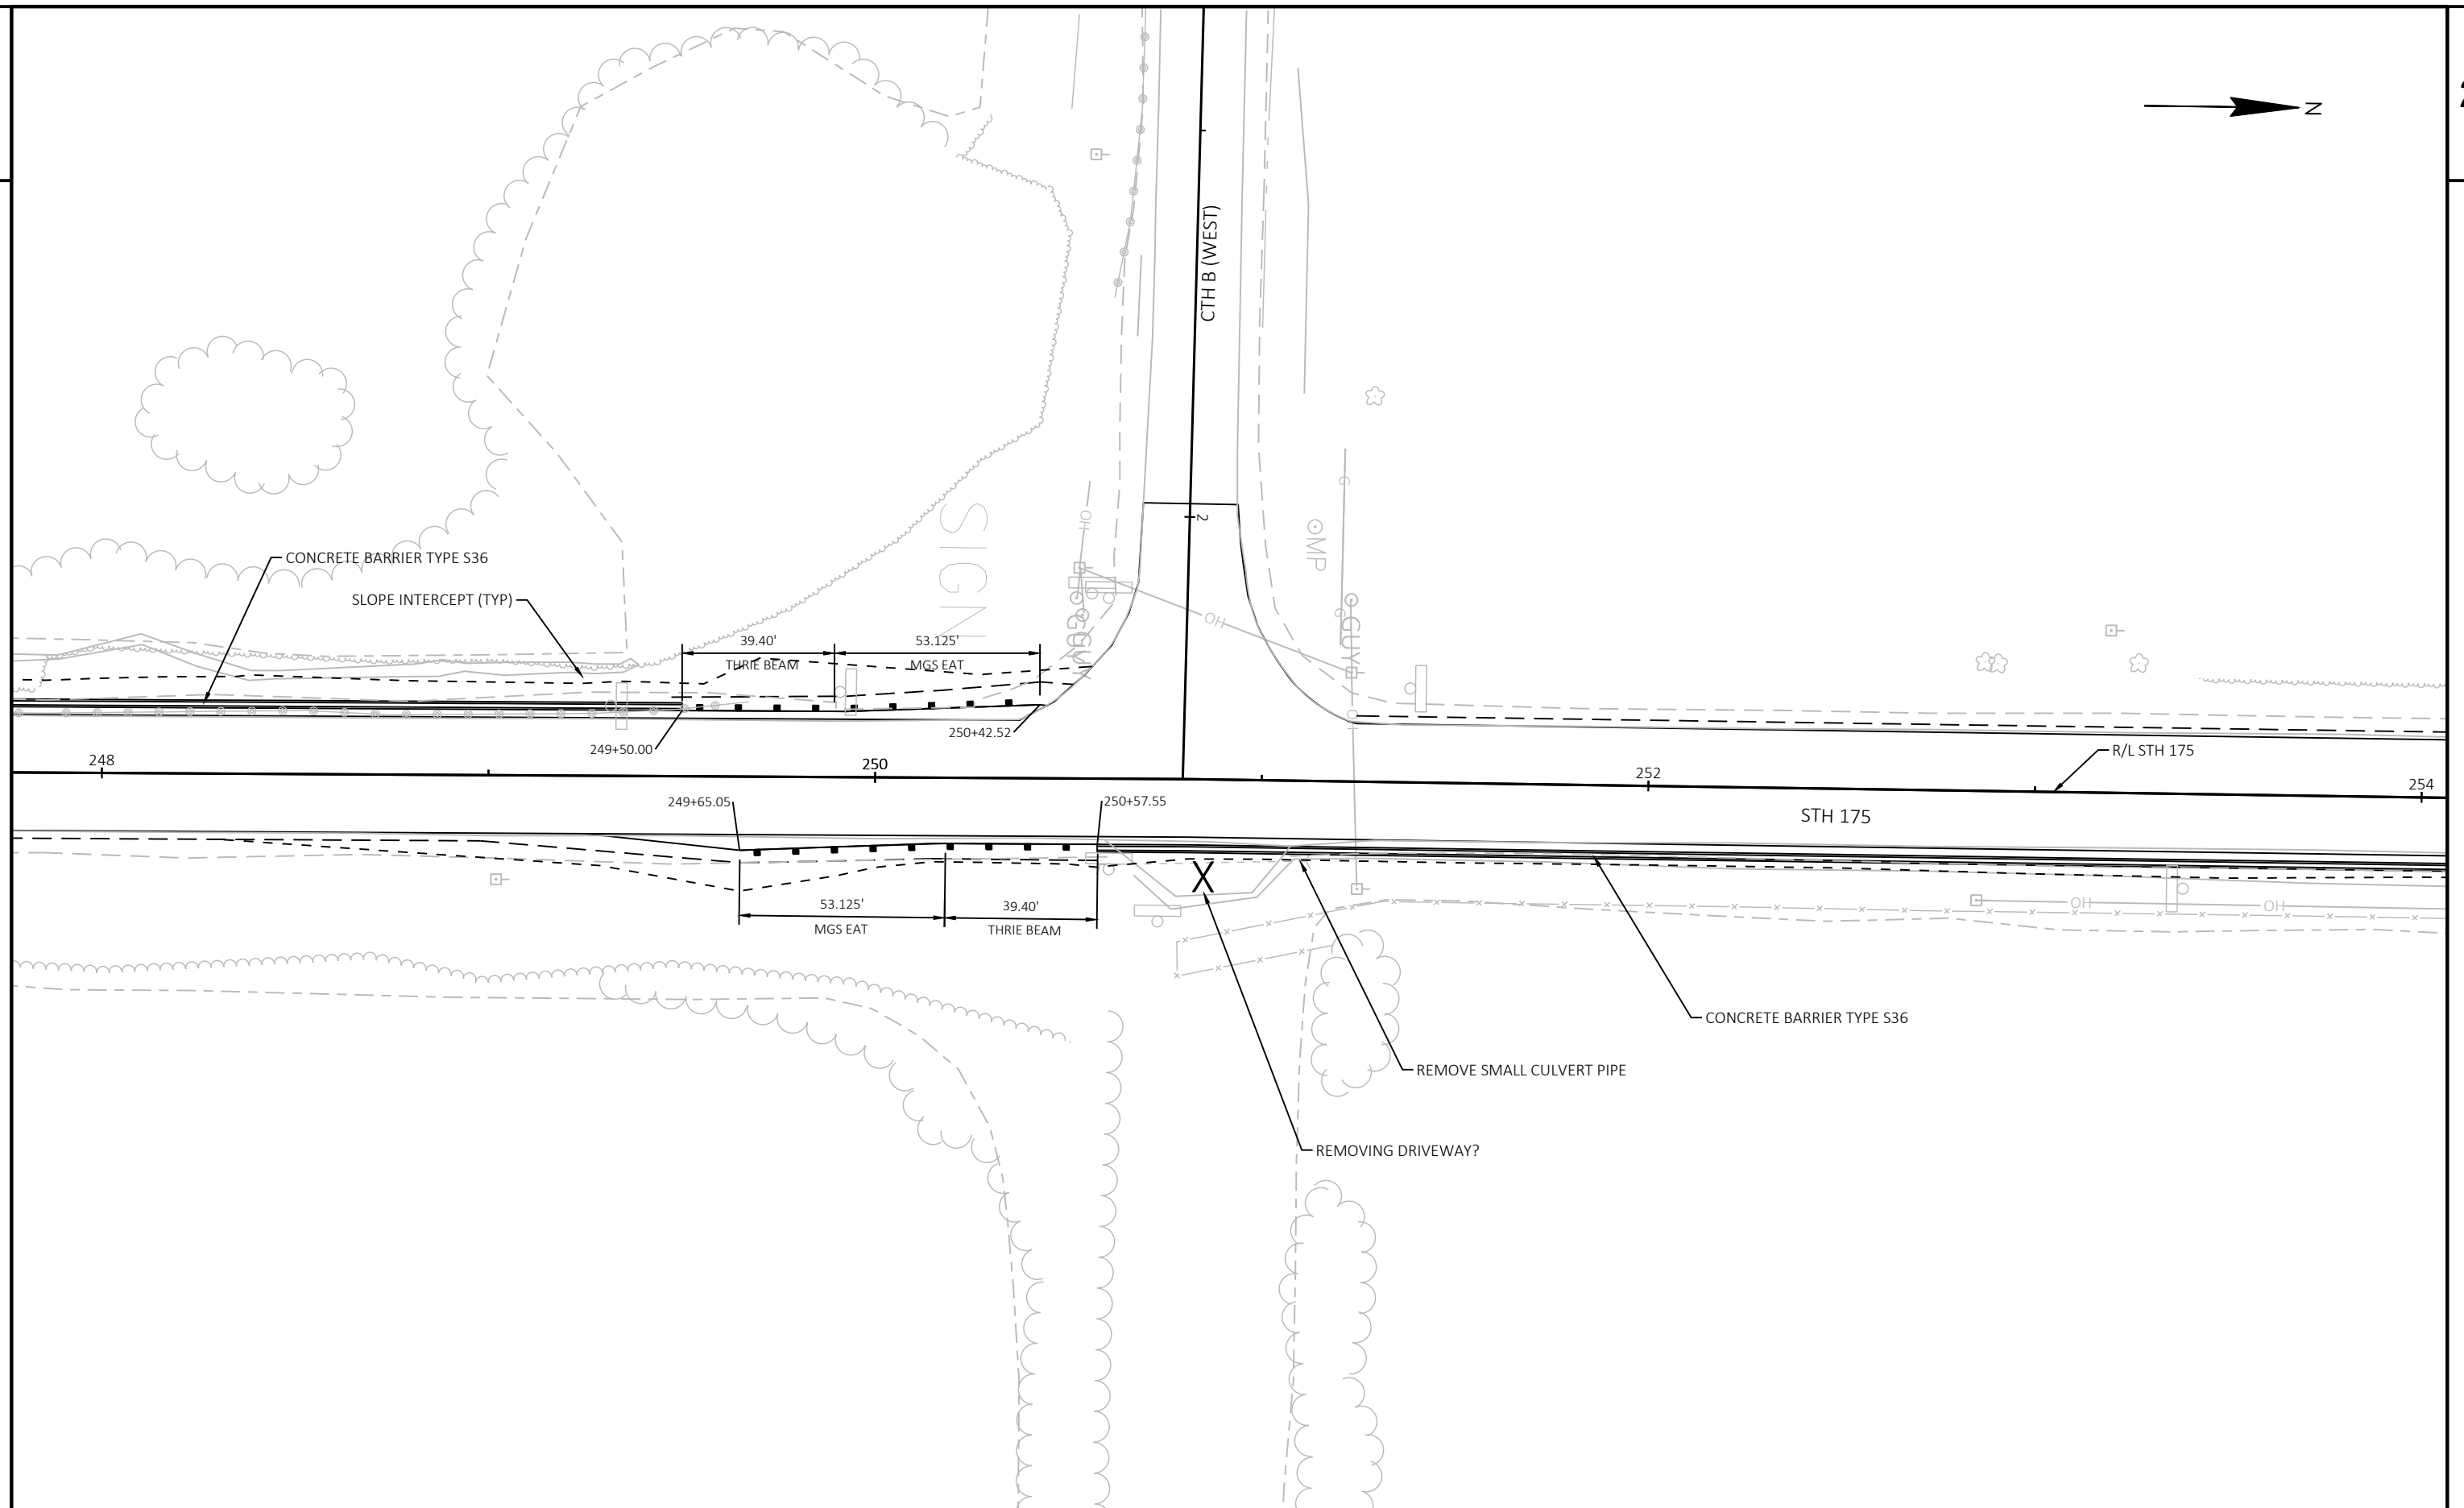 N
CTH B (WEST)
2
SIGN
OH
MP
G
OH
GUY
G
CONCRETE BARRIER TYPE S36
SLOPE INTERCEPT (TYP)
39.40'
53.125'
THRIE BEAM
MGS EAT
249+50.00
250+42.52
248
250
252
254
R/L STH 175
STH 175
249+65.05
250+57.55
X
53.125'
39.40'
MGS EAT
THRIE BEAM
OH
OH
CONCRETE BARRIER TYPE S36
REMOVE SMALL CULVERT PIPE
REMOVING DRIVEWAY?